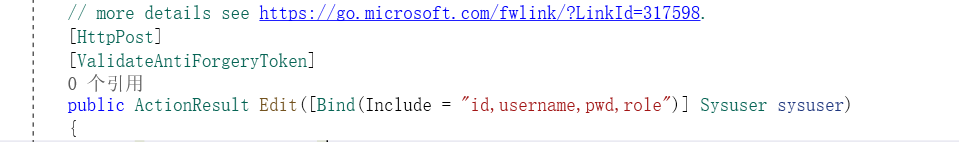 // more details see https://go.microsoft.com/fwlink/?LinkId=317598.
[HttpPost]
[ValidateAntiForgeryToken]
0 个引用
public ActionResult Edit([Bind(Include = "id,username,pwd,role")] Sysuser sysuser)
{